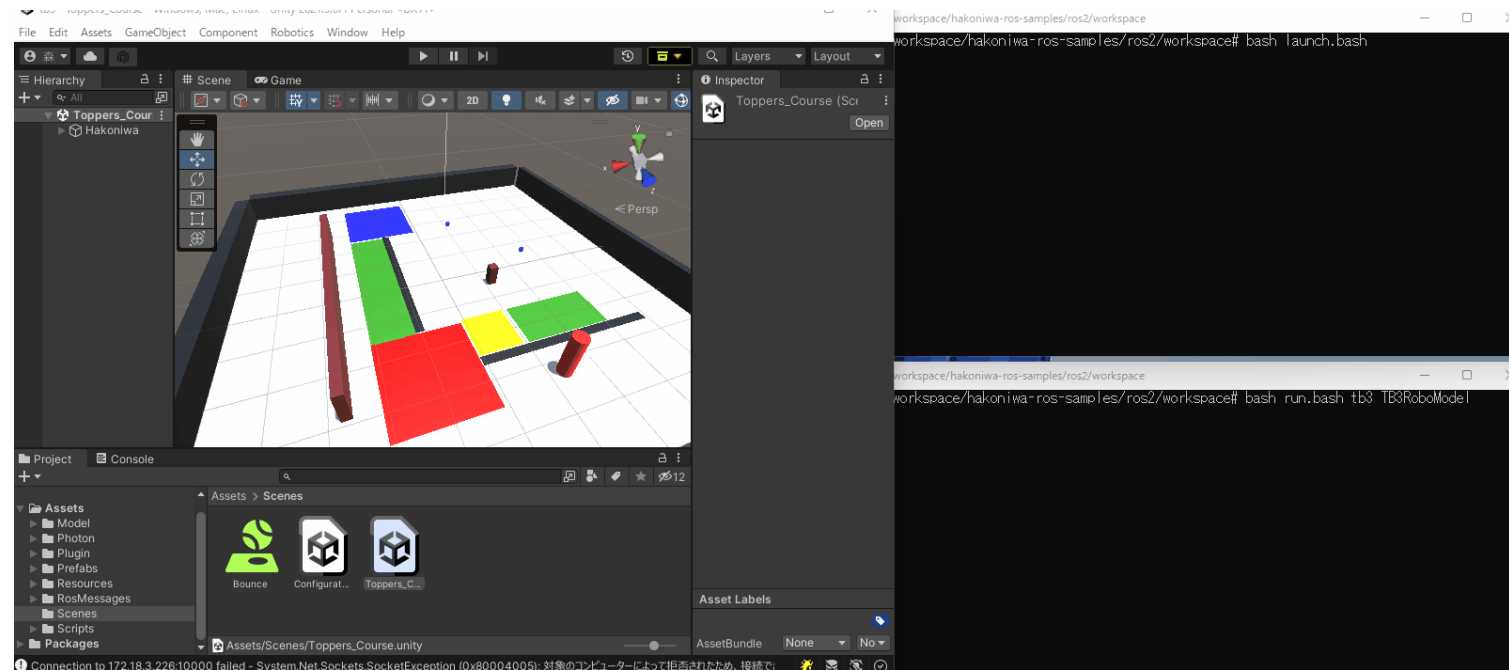 File Edit Assets GameObject Component Robotics Window Help
Layers Layout
Hierarchy
All
Toppers_Cour
Hakoniwa
# Scene Game
2D
y
x
z
Persp
Inspector
Toppers_Course (Sce
Open
Project Console
12
Assets
Model
Photon
Plugin
Prefabs
Resources
RosMessages
Scenes
Scripts
Packages
Assets > Scenes
Bounce Configurat... Toppers_C...
Assets/Scenes/Toppers_Course.unity
Asset Labels
AssetBundle None No
Connection to 172.18.3.226:10000 failed - System.Net.Sockets.SocketException (0x80004005): 対象のコンピューターによって拒否されたため、接続で
workspace/hakoniwa-ros-samples/ros2/workspace
workspace/hakoniwa-ros-samples/ros2/workspace# bash launch.bash
workspace/hakoniwa-ros-samples/ros2/workspace
workspace/hakoniwa-ros-samples/ros2/workspace# bash run.bash tb3 TB3RoboModel